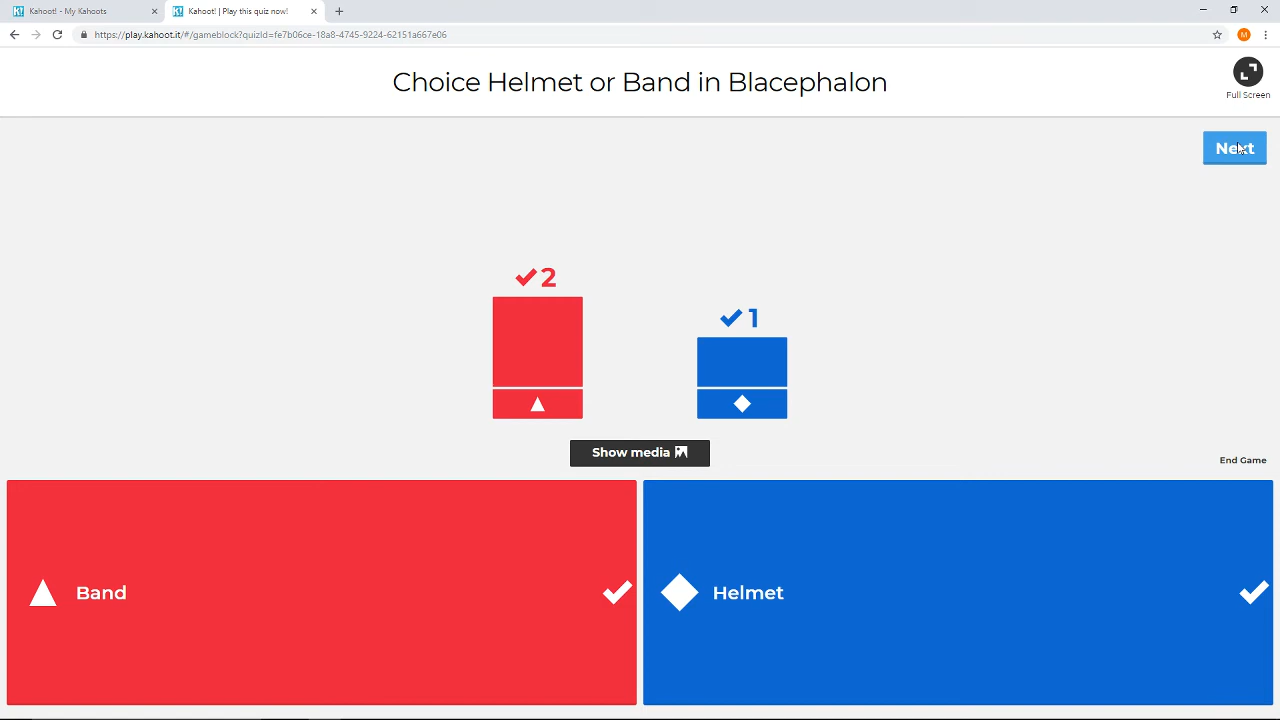 Kahoot! - My Kahoots
Kahoot! | Play this quiz now!
https://play.kahoot.it/#/gameblock?quizId=fe7b06ce-18a8-4745-9224-62151a667e06
M
Choice Helmet or Band in Blacephalon
Full Screen
Next
2
1
Show media
End Game
Band
Helmet